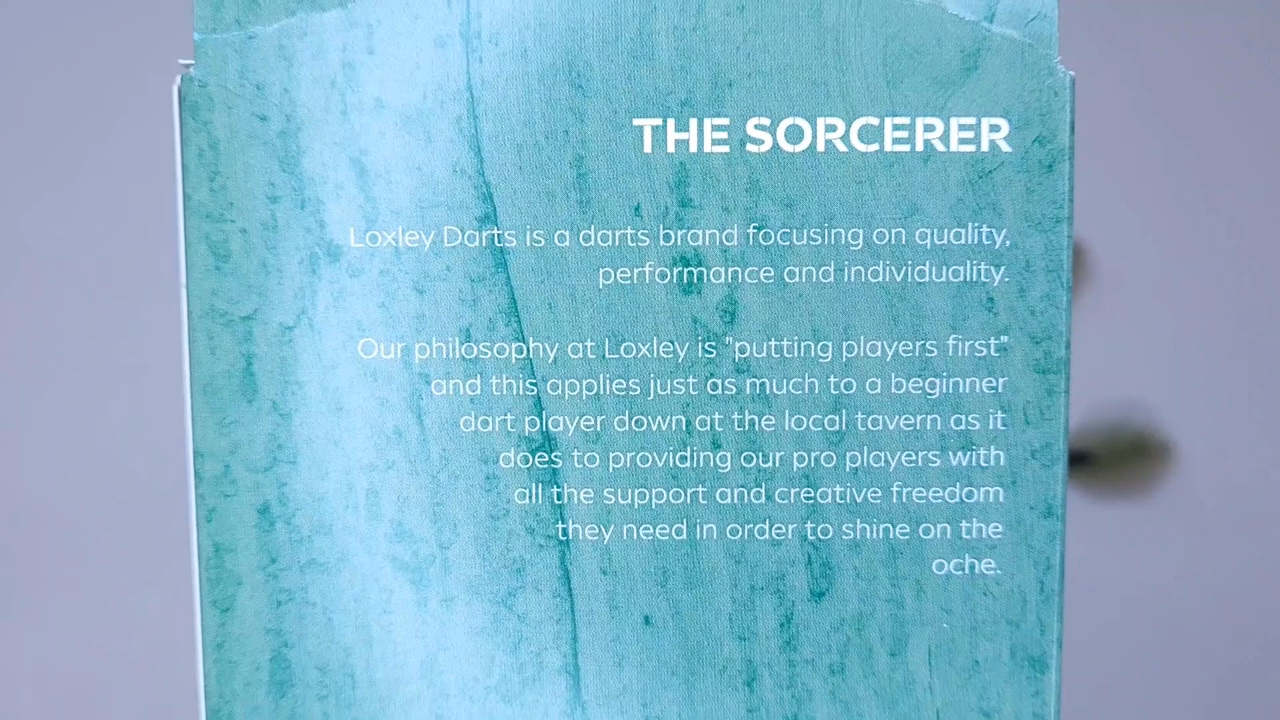 THE SORCERER
Loxley Darts is a darts brand focusing on quality,
performance and individuality.
Our philosophy at Loxley is "putting players first"
and this applies just as much to a beginner
dart player down at the local tavern as it
does to providing our pro players with
all the support and creative freedom
they need in order to shine on the
oche.